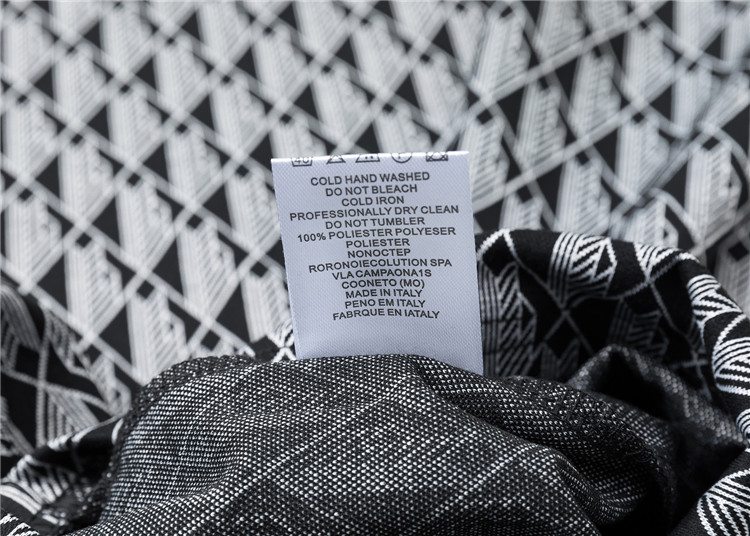 COLD HAND WASHED
DO NOT BLEACH
COLD IRON
PROFESSIONALLY DRY CLEAN
DO NOT TUMBLER
100% POLIESTER POLYESER
POLIESTER
NONOCTEP
RORONOIECOLUTION SPA
VLA CAMPAONA1S
COONETO (MO)
MADE IN ITALY
PENO EM ITALY
FABRQUE EN IATALY